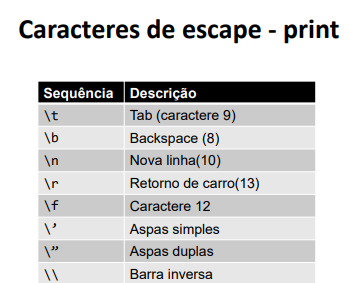 Caracteres de escape - print
Sequência Descrição
\t Tab (caractere 9)
\b Backspace (8)
\n Nova linha(10)
\r Retorno de carro(13)
\f Caractere 12
\’ Aspas simples
\” Aspas duplas
\\ Barra inversa